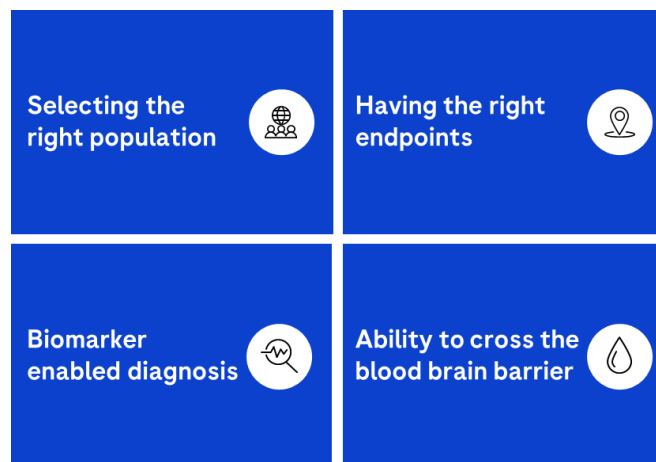 Selecting the
right population
Having the right
endpoints
Biomarker
enabled diagnosis
Ability to cross the
blood brain barrier